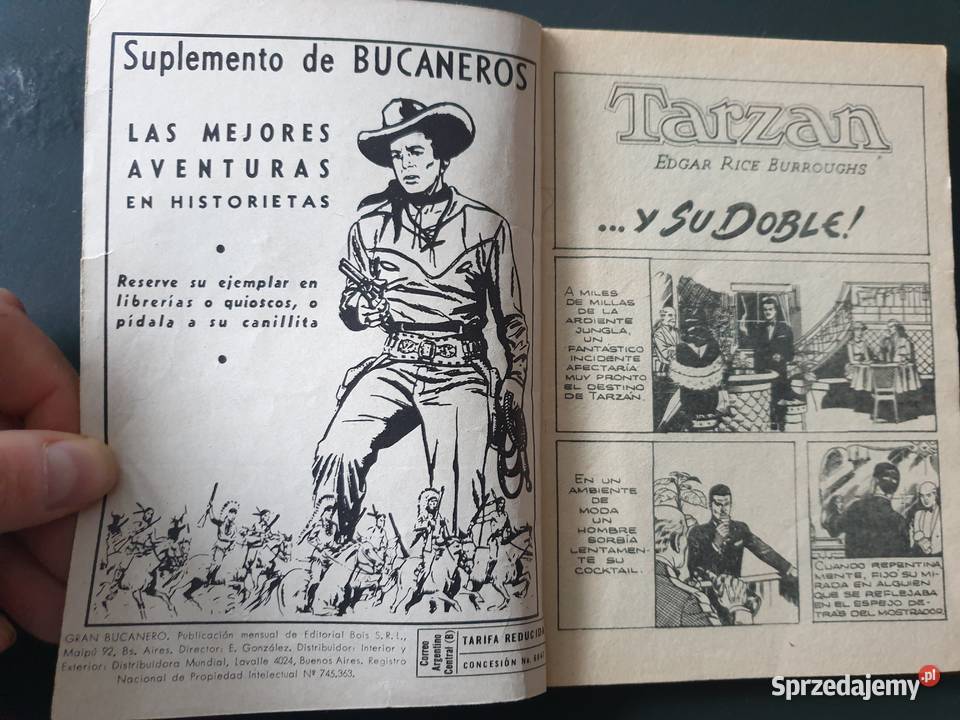 Suplemento de BUCANEROS
LAS MEJORES
AVENTURAS
EN HISTORIETAS
Reserve su ejemplar en
librerías o quioscos, o
pídala a su canillita
GRAN BUCANERO. Publicación mensual de Editorial Bois S.R.L.,
Maipú 92, Bs. Aires. Director: E. González. Distribuidor: Interior y
Exterior: Distribuidora Mundial, Lavalle 4024, Buenos Aires. Registro
Nacional de Propiedad Intelectual Nº 745,363.
Correo
Argentino
Central (B)
TARIFA REDUCIDA
CONCESIÓN No.
Tarzan
EDGAR RICE BURROUGHS
...Y SU DOBLE!
A MILES
DE MILLAS
DE LA
ARDIENTE
JUNGLA,
UN
FANTÁSTICO
INCIDENTE
AFECTARÍA
MUY PRONTO
EL DESTINO
DE TARZÁN.
EN UN
AMBIENTE
DE
MODA
UN
HOMBRE
SORBÍA
LENTAMEN-
TE SU
COCKTAIL.
CUANDO REPENTINA
MENTE, FIJO SU MI-
RADA EN ALGUIEN
QUE SE REFLEJABA
EN EL ESPEJO DE-
TRÁS DEL MOSTRADOR.
Sprzedajemy.pl